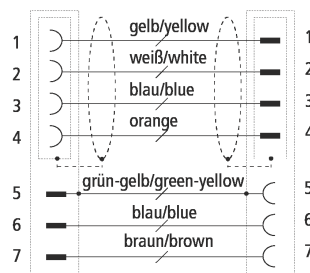 1 gelb/yellow 1
2 weiß/white 2
3 blau/blue 3
4 orange 4
5 grün-gelb/green-yellow 5
6 blau/blue 6
7 braun/brown 7